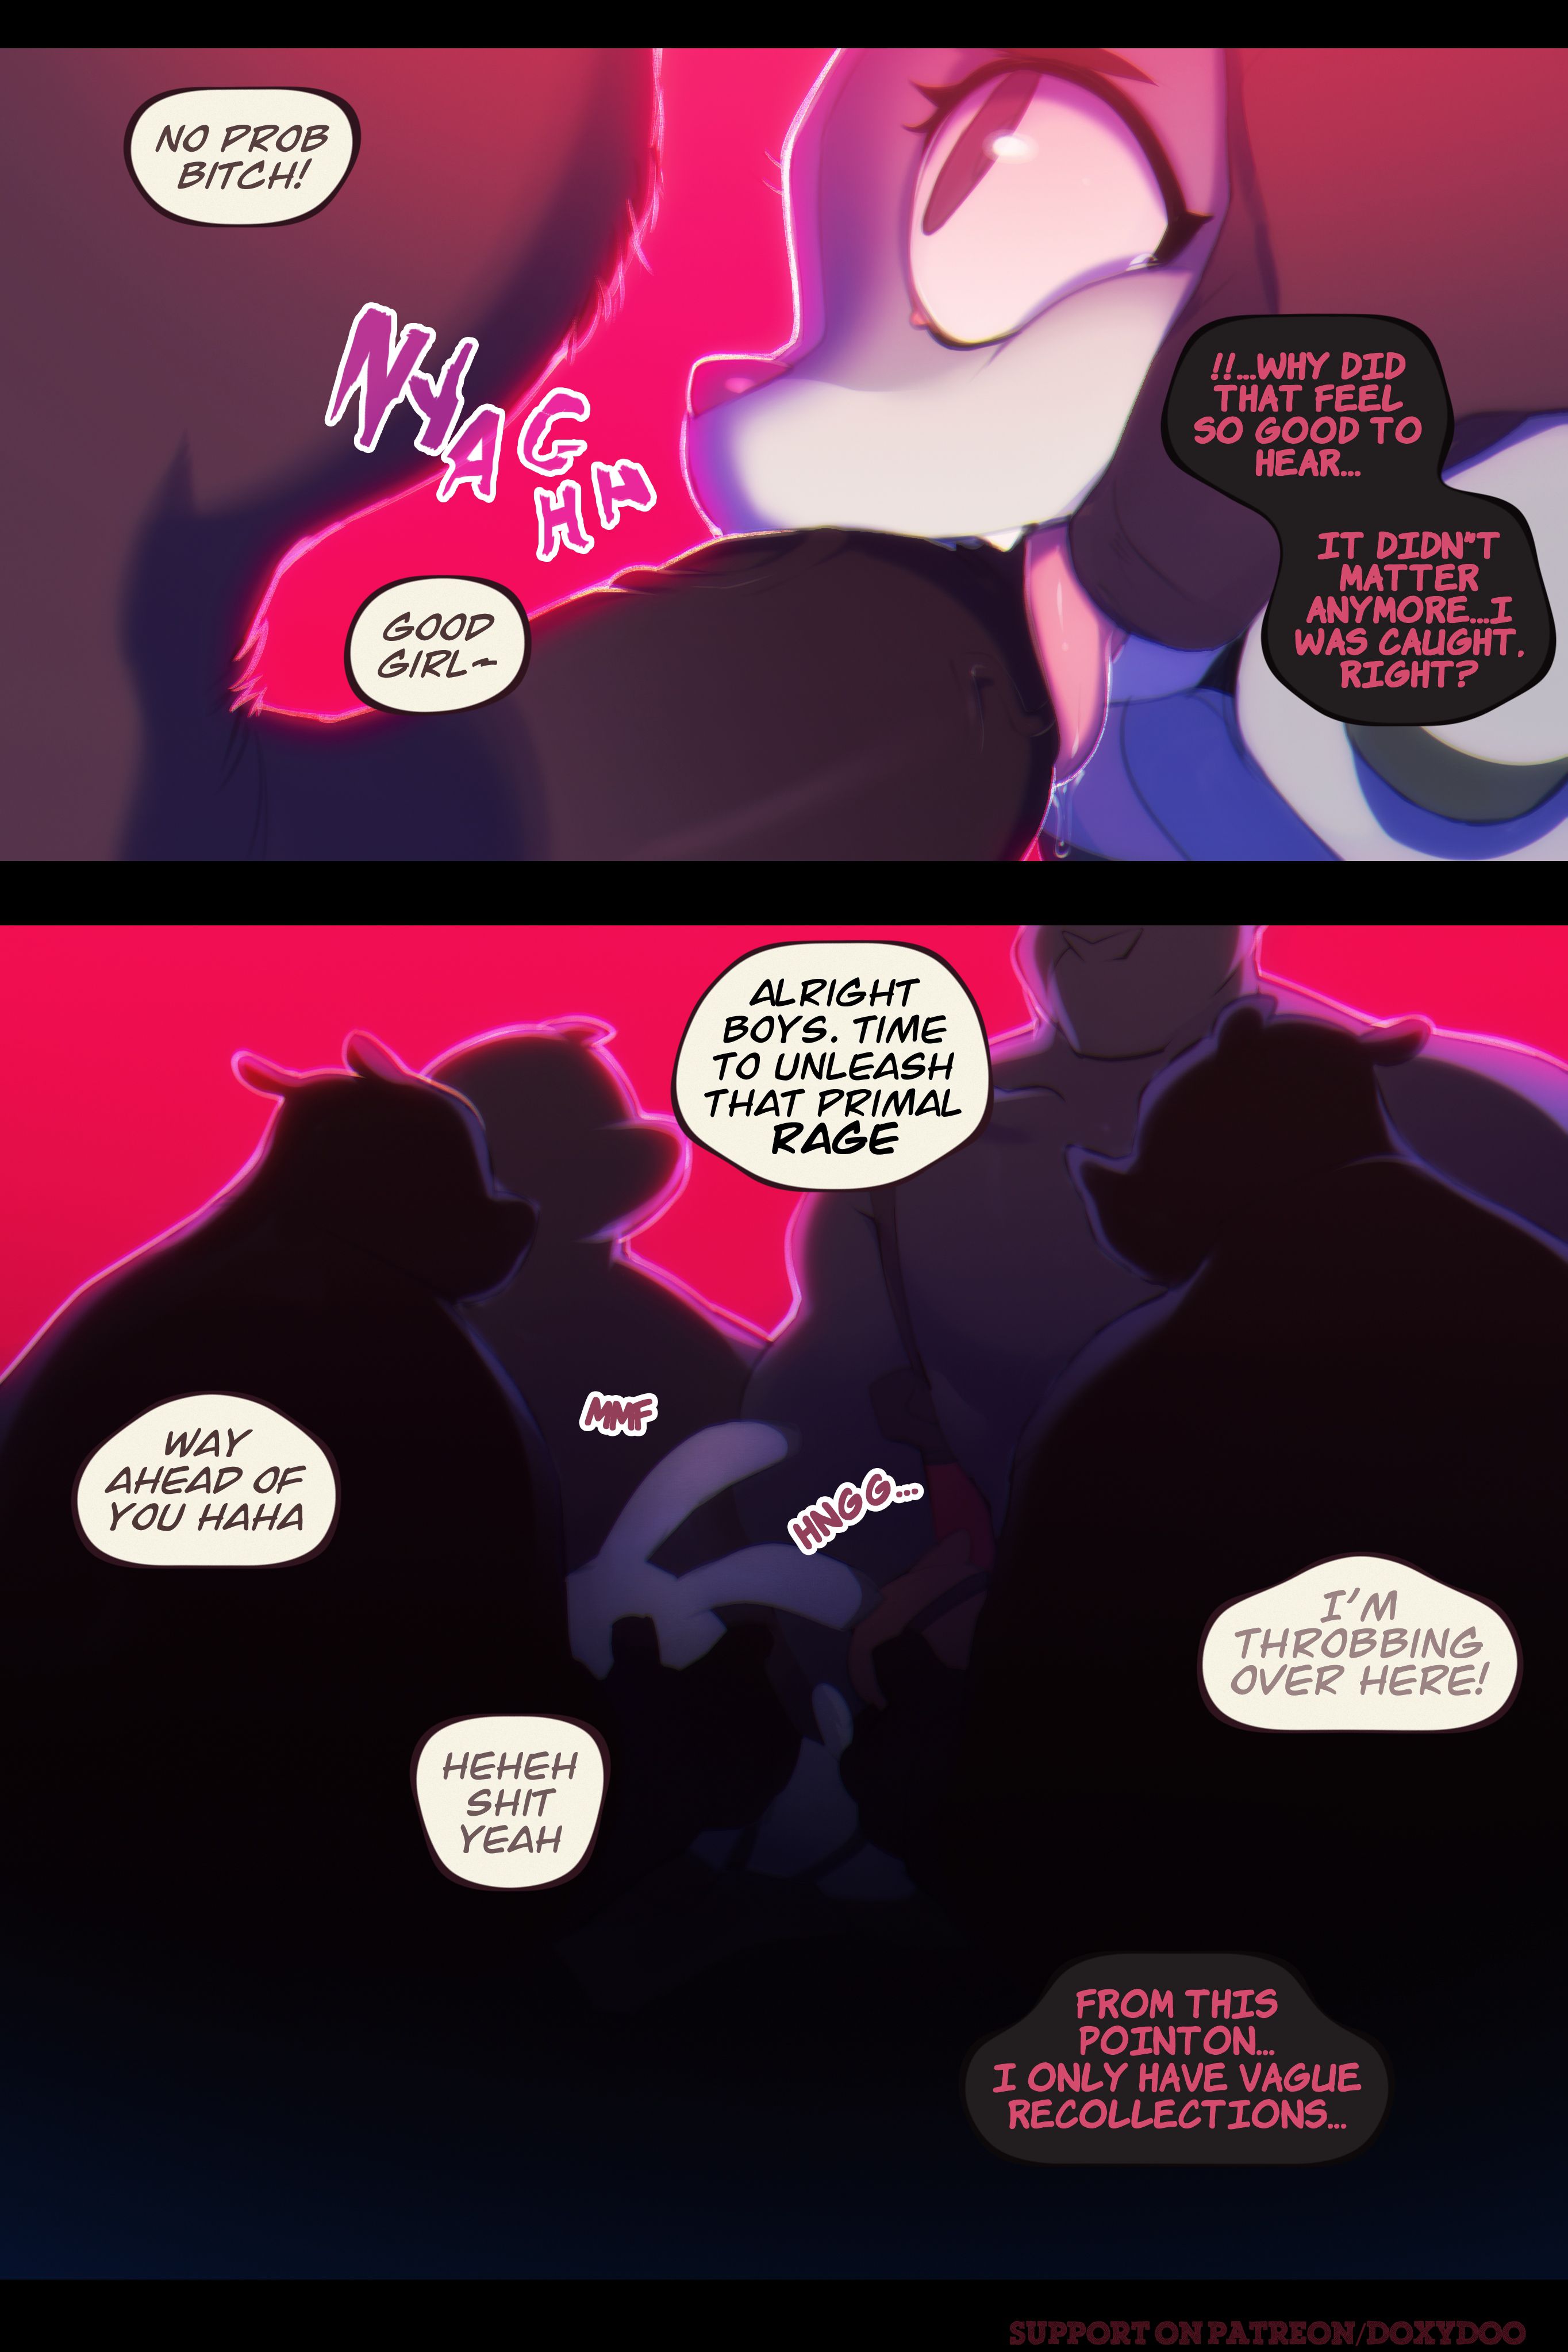 NO PROB
BITCH!
NYAGHH
GOOD
GIRL~
!!...WHY DID
THAT FEEL
SO GOOD TO
HEAR...
IT DIDN"T
MATTER
ANYMORE...I
WAS CAUGHT.
RIGHT?
ALRIGHT
BOYS. TIME
TO UNLEASH
THAT PRIMAL
RAGE
WAY
AHEAD OF
YOU HAHA
MMF
HNGG...
I'M
THROBBING
OVER HERE!
HEHEH
SHIT
YEAH
FROM THIS
POINTON...
I ONLY HAVE VAGUE
RECOLLECTIONS...
SUPPORT ON PATREON/DOXYDOO